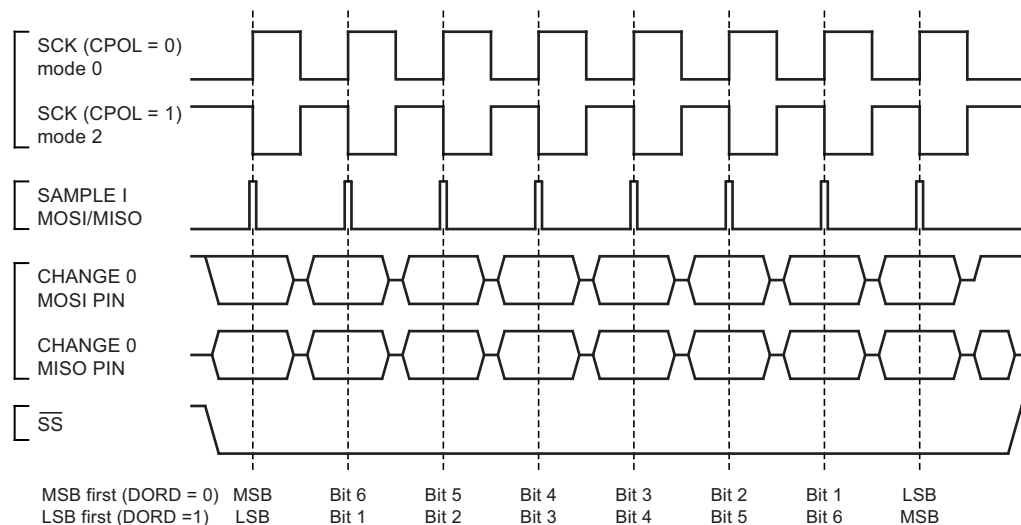 SCK (CPOL = 0)
mode 0
SCK (CPOL = 1)
mode 2
SAMPLE I
MOSI/MISO
CHANGE 0
MOSI PIN
CHANGE 0
MISO PIN
SS
MSB first (DORD = 0) MSB Bit 6 Bit 5 Bit 4 Bit 3 Bit 2 Bit 1 LSB
LSB first (DORD =1) LSB Bit 1 Bit 2 Bit 3 Bit 4 Bit 5 Bit 6 MSB